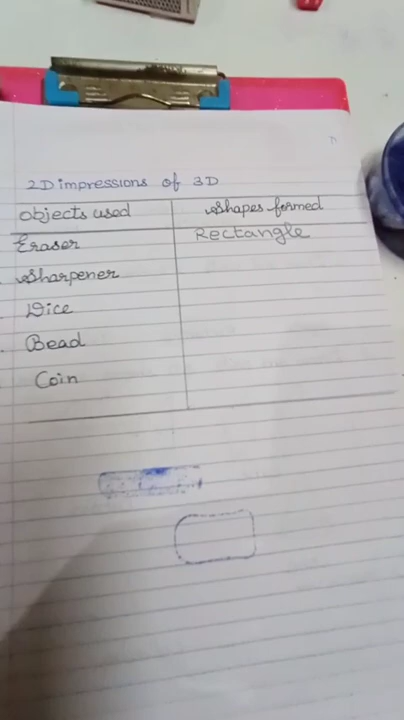 2D impressions of 3D
Objects used Shapes formed
Eraser Rectangle
Sharpener
Dice
Bead
Coin